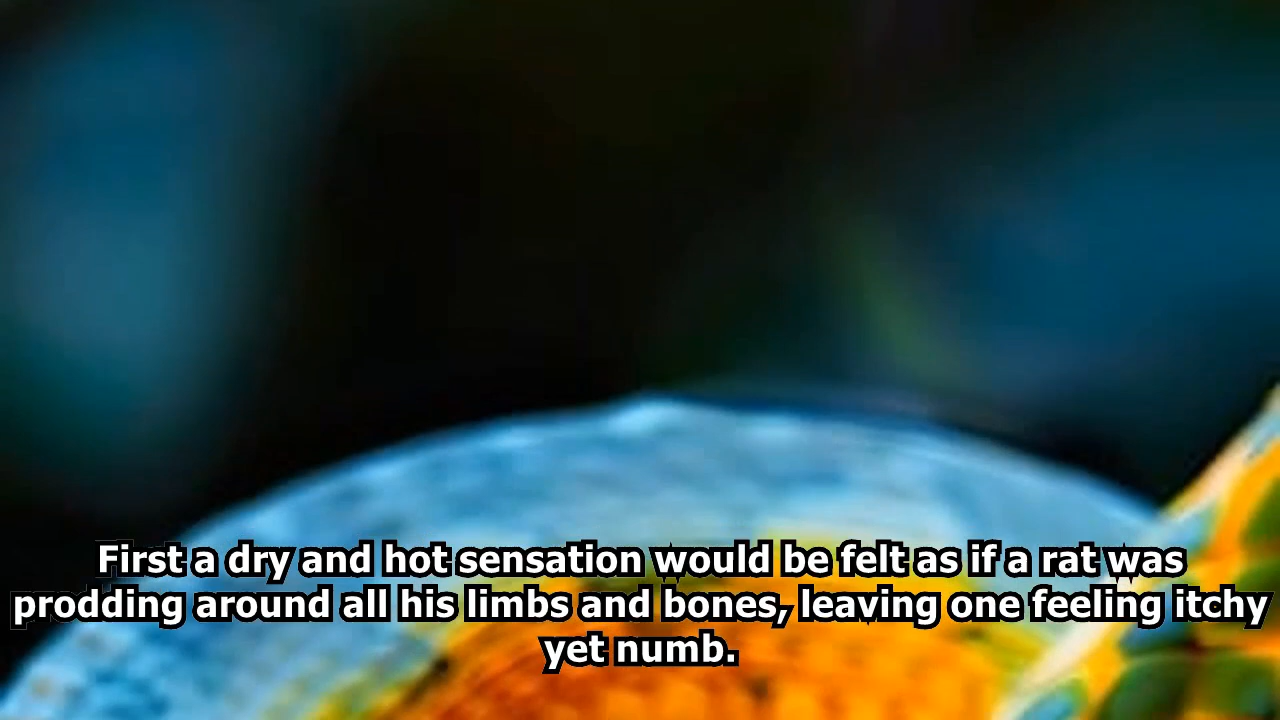 First a dry and hot sensation would be felt as if a rat was
prodding around all his limbs and bones, leaving one feeling itchy
yet numb.